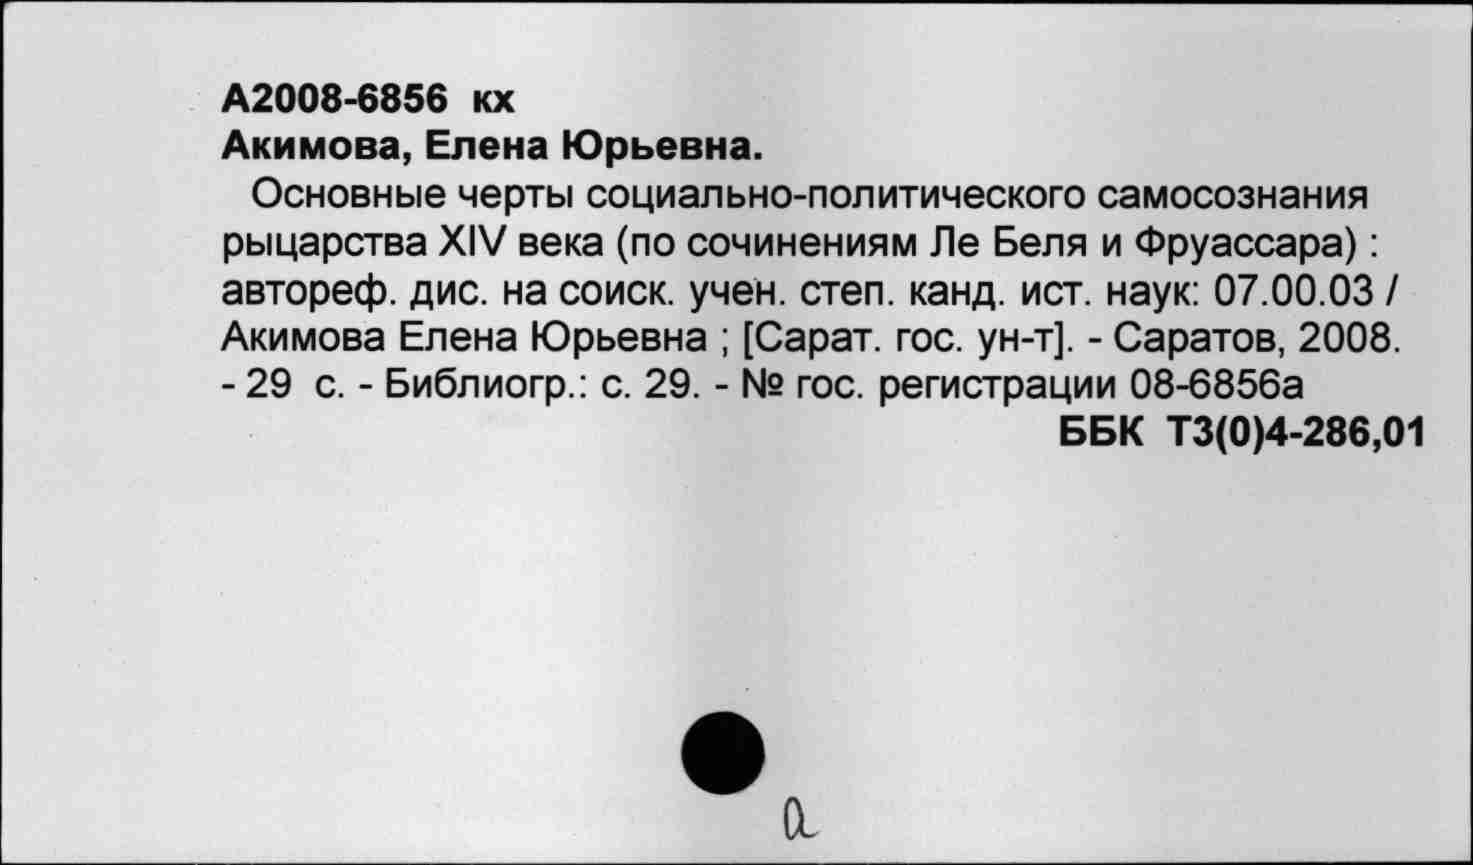 А2008-6856 кх
Акимова, Елена Юрьевна.
Основные черты социально-политического самосознания
рыцарства XIV века (по сочинениям Ле Беля и Фруассара) :
автореф. дис. на соиск. учен. степ. канд. ист. наук: 07.00.03 /
Акимова Елена Юрьевна ; [Сарат. гос. ун-т]. - Саратов, 2008.
- 29 с. - Библиогр.: с. 29. - № гос. регистрации 08-6856а
ББК Т3(0)4-286,01
а